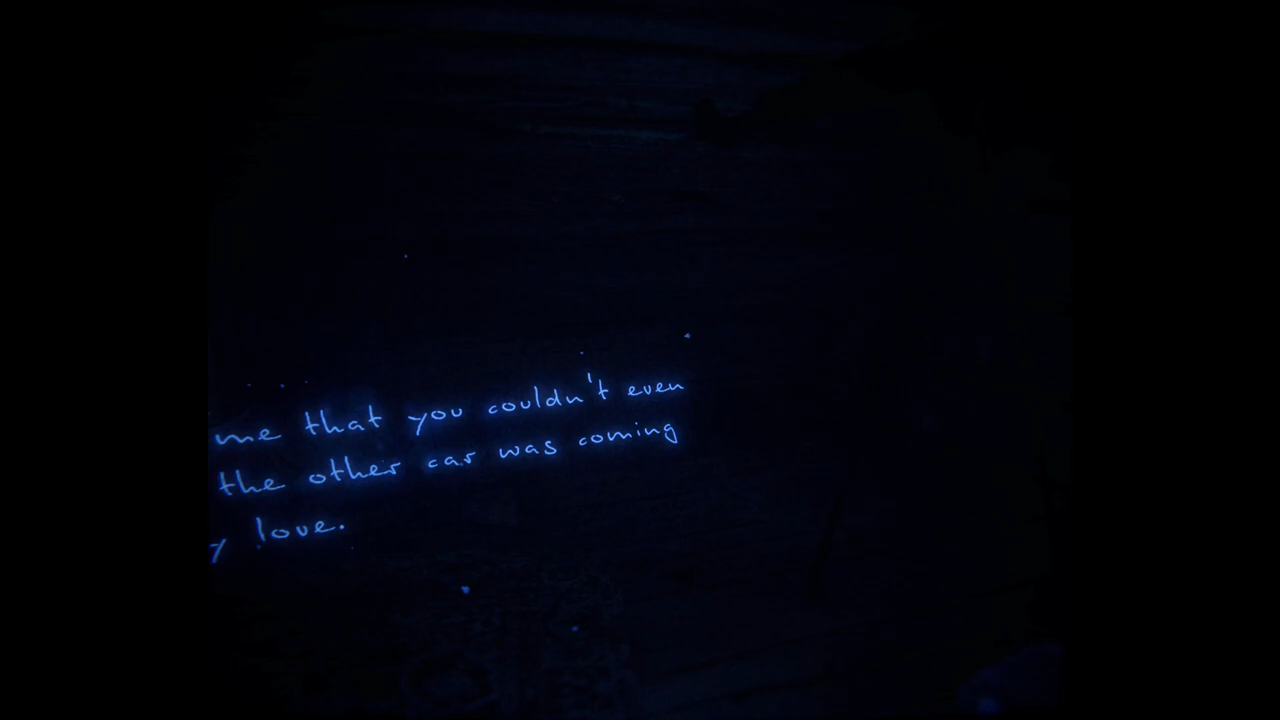 me that you couldn't even
the other car was coming
y love.